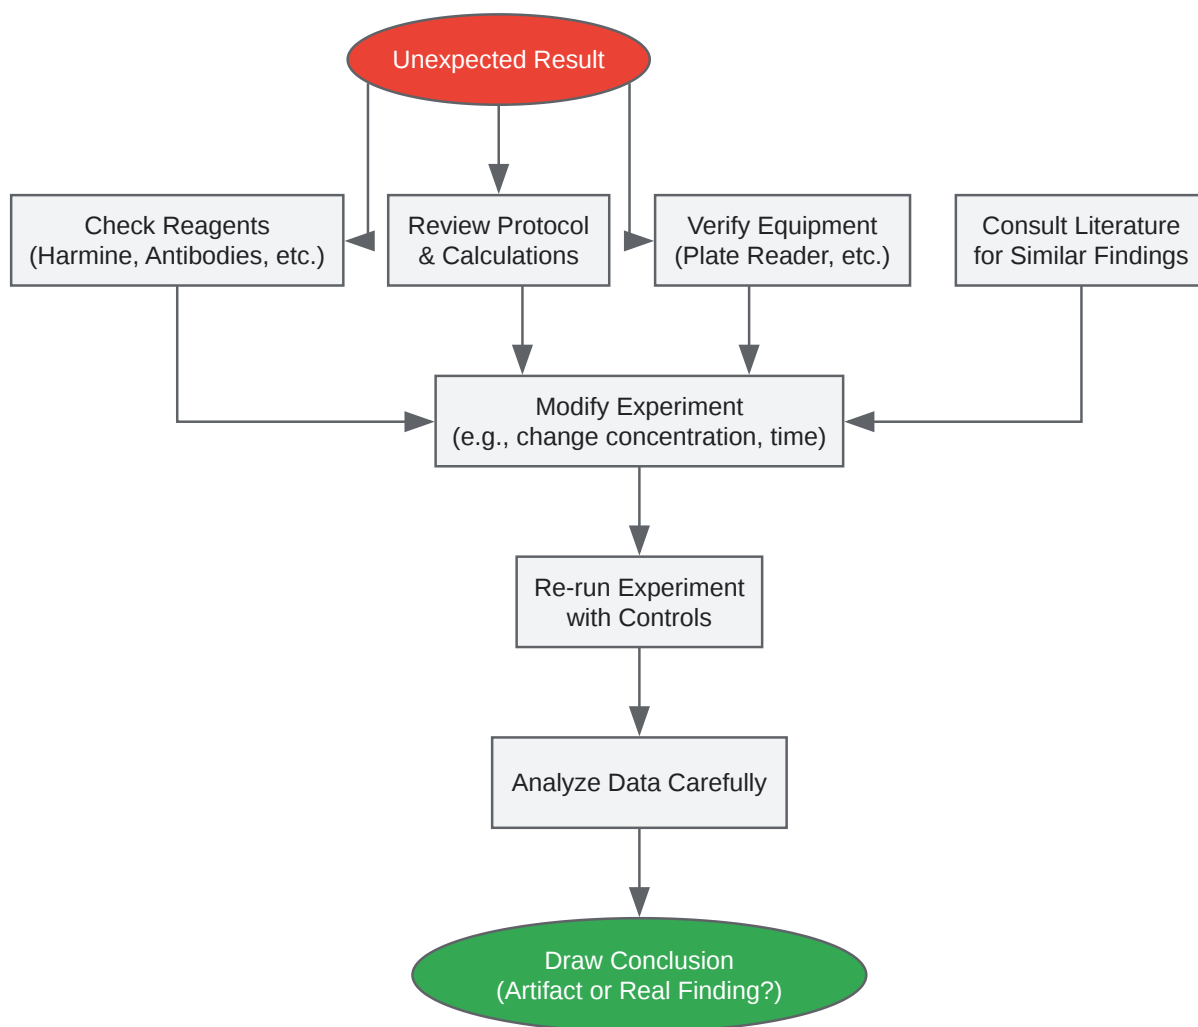 Unexpected Result
Check Reagents
(Harmine, Antibodies, etc.)
Review Protocol
& Calculations
Verify Equipment
(Plate Reader, etc.)
Consult Literature
for Similar Findings
Modify Experiment
(e.g., change concentration, time)
Re-run Experiment
with Controls
Analyze Data Carefully
Draw Conclusion
(Artifact or Real Finding?)